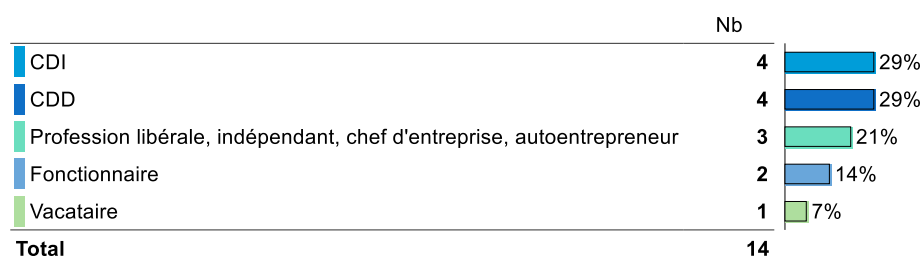 Nb
CDI 4 29%
CDD 4 29%
Profession libérale, indépendant, chef d'entreprise, autoentrepreneur 3 21%
Fonctionnaire 2 14%
Vacataire 1 7%
Total 14